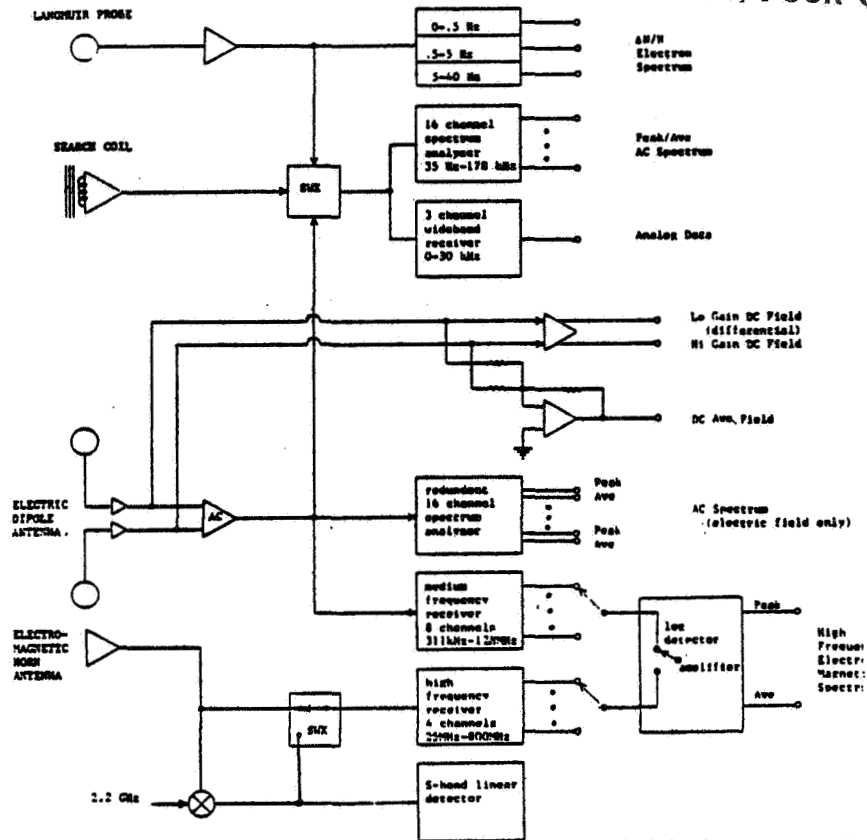 LANGMUIR PROBE
0-.5 Hz
.5-5 Hz
5-40 Hz
ΔN/N
Electron
Spectrum
16 channel
spectrum
analyzer
35 Hz-178 kHz
Peak/Ave
AC Spectrum
SEARCH COIL
SWX
3 channel
wideband
receiver
0-30 kHz
Analog Data
Lo Gain DC Field
(differential)
Hi Gain DC Field
DC Ave. Field
ELECTRIC
DIPOLE
ANTENNA
AC
redundant
16 channel
spectrum
analyzer
Peak
Ave
Peak
Ave
AC Spectrum
(electric field only)
medium
frequency
receiver
8 channels
311kHz-12MHz
log
detector
amplifier
Peak
Ave
High
ELECTRO-
MAGNETIC
HORN
ANTENNA
high
frequency
receiver
4 channels
25MHz-800MHz
SWX
2.2 GHz
S-band linear
detector